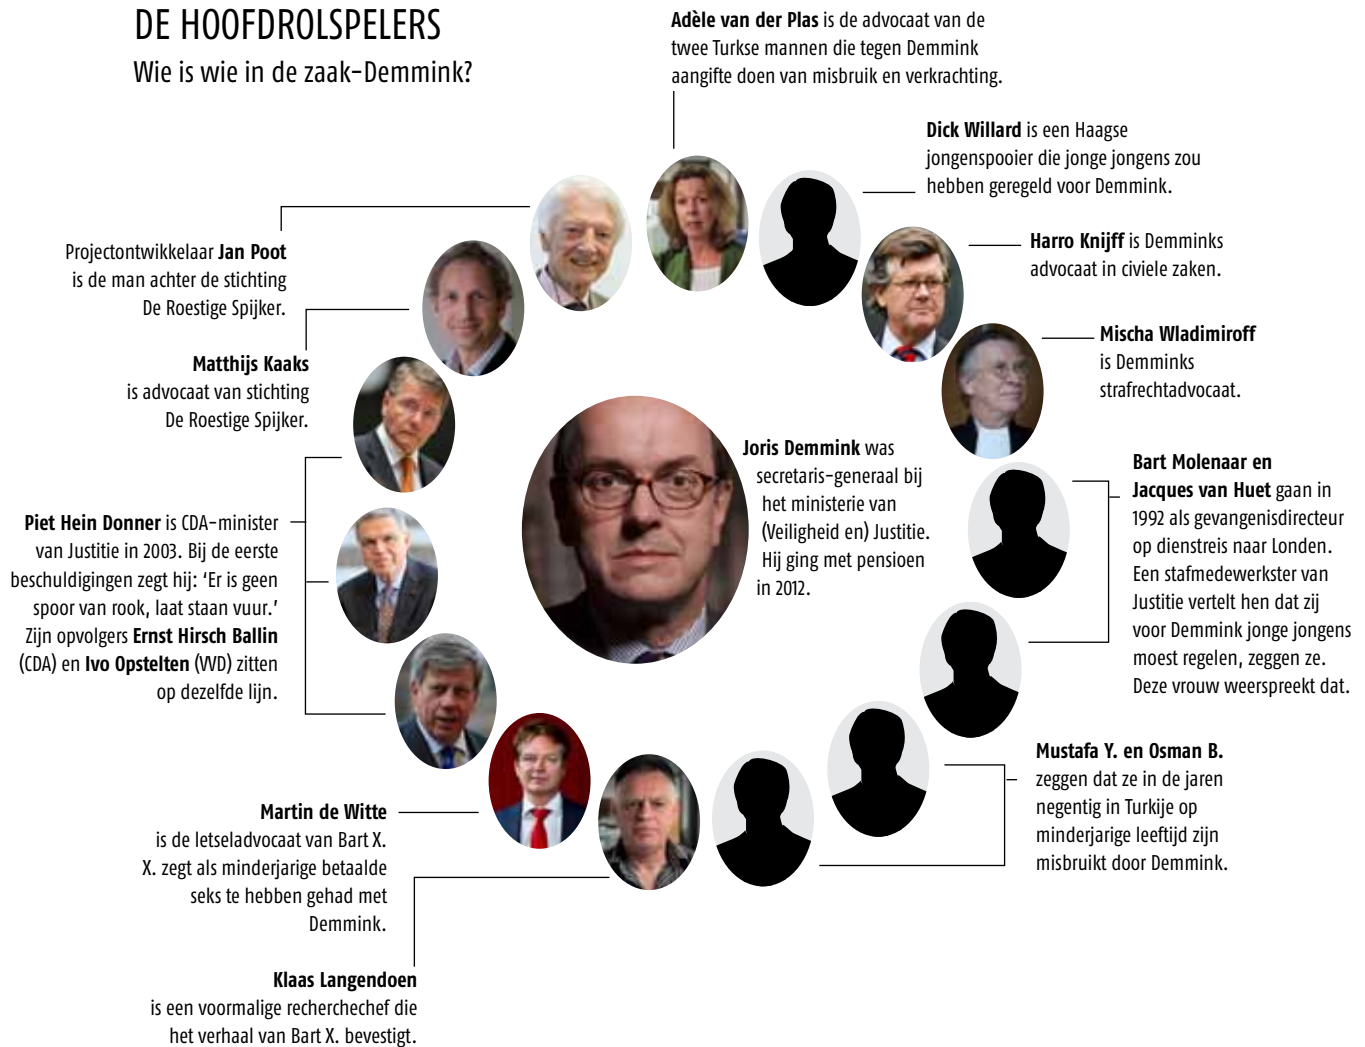 DE HOOFDROLSPELERS
Wie is wie in de zaak-Demmink?
Adèle van der Plas is de advocaat van de
twee Turkse mannen die tegen Demmink
aangifte doen van misbruik en verkrachting.
Dick Willard is een Haagse
jongenspooier die jonge jongens zou
hebben geregeld voor Demmink.
Harro Knijff is Demminks
advocaat in civiele zaken.
Mischa Wladimiroff
is Demminks
strafrechtadvocaat.
Bart Molenaar en
Jacques van Huet gaan in
1992 als gevangenisdirecteur
op dienstreis naar Londen.
Een stafmedewerkster van
Justitie vertelt hen dat zij
voor Demmink jonge jongens
moest regelen, zeggen ze.
Deze vrouw weerspreekt dat.
Mustafa Y. en Osman B.
zeggen dat ze in de jaren
negentig in Turkije op
minderjarige leeftijd zijn
misbruikt door Demmink.
Joris Demmink was
secretaris-generaal bij
het ministerie van
(Veiligheid en) Justitie.
Hij ging met pensioen
in 2012.
Projectontwikkelaar Jan Poot
is de man achter de stichting
De Roestige Spijker.
Matthijs Kaaks
is advocaat van stichting
De Roestige Spijker.
Piet Hein Donner is CDA-minister
van Justitie in 2003. Bij de eerste
beschuldigingen zegt hij: ‘Er is geen
spoor van rook, laat staan vuur.’
Zijn opvolgers Ernst Hirsch Ballin
(CDA) en Ivo Opstelten (VVD) zitten
op dezelfde lijn.
Martin de Witte
is de letseladvocaat van Bart X.
X. zegt als minderjarige betaalde
seks te hebben gehad met
Demmink.
Klaas Langendoen
is een voormalige recherchechef die
het verhaal van Bart X. bevestigt.